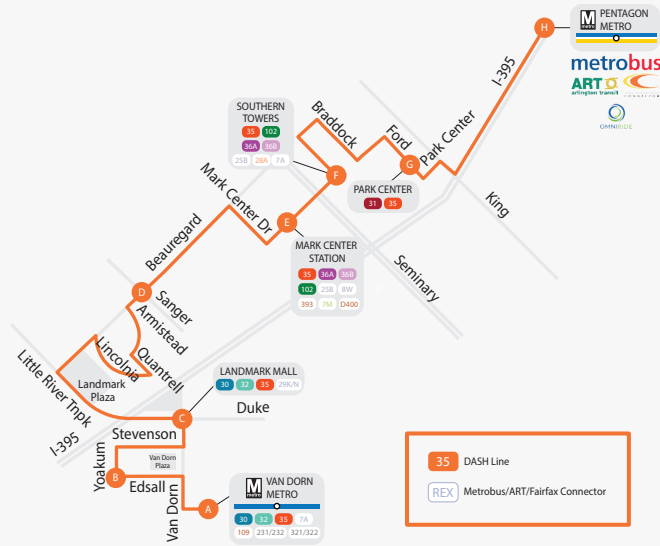 H
M
metro
PENTAGON
METRO
metrobus
ART
arlington transit
OMNIRIDE
I-395
SOUTHERN
TOWERS
35 102
36A 36B
25B 28A 7A
Braddock
Ford
Park Center
G
PARK CENTER
31 35
King
F
Mark Center Dr
E
MARK CENTER
STATION
35 36A 36B
102 25B 8W
393 7M D400
Seminary
Beauregard
D
Sanger
Armistead
Lincolnia
Quantrell
Little River Tnpk
Landmark
Plaza
I-395
LANDMARK MALL
30 32 35 29K/N
C
Duke
Stevenson
Yoakum
Van Dorn
Plaza
B
Edsall
Van Dorn
A
M
metro
VAN DORN
METRO
30 32 35 7A
109 231/232 321/322
35 DASH Line
REX Metrobus/ART/Fairfax Connector